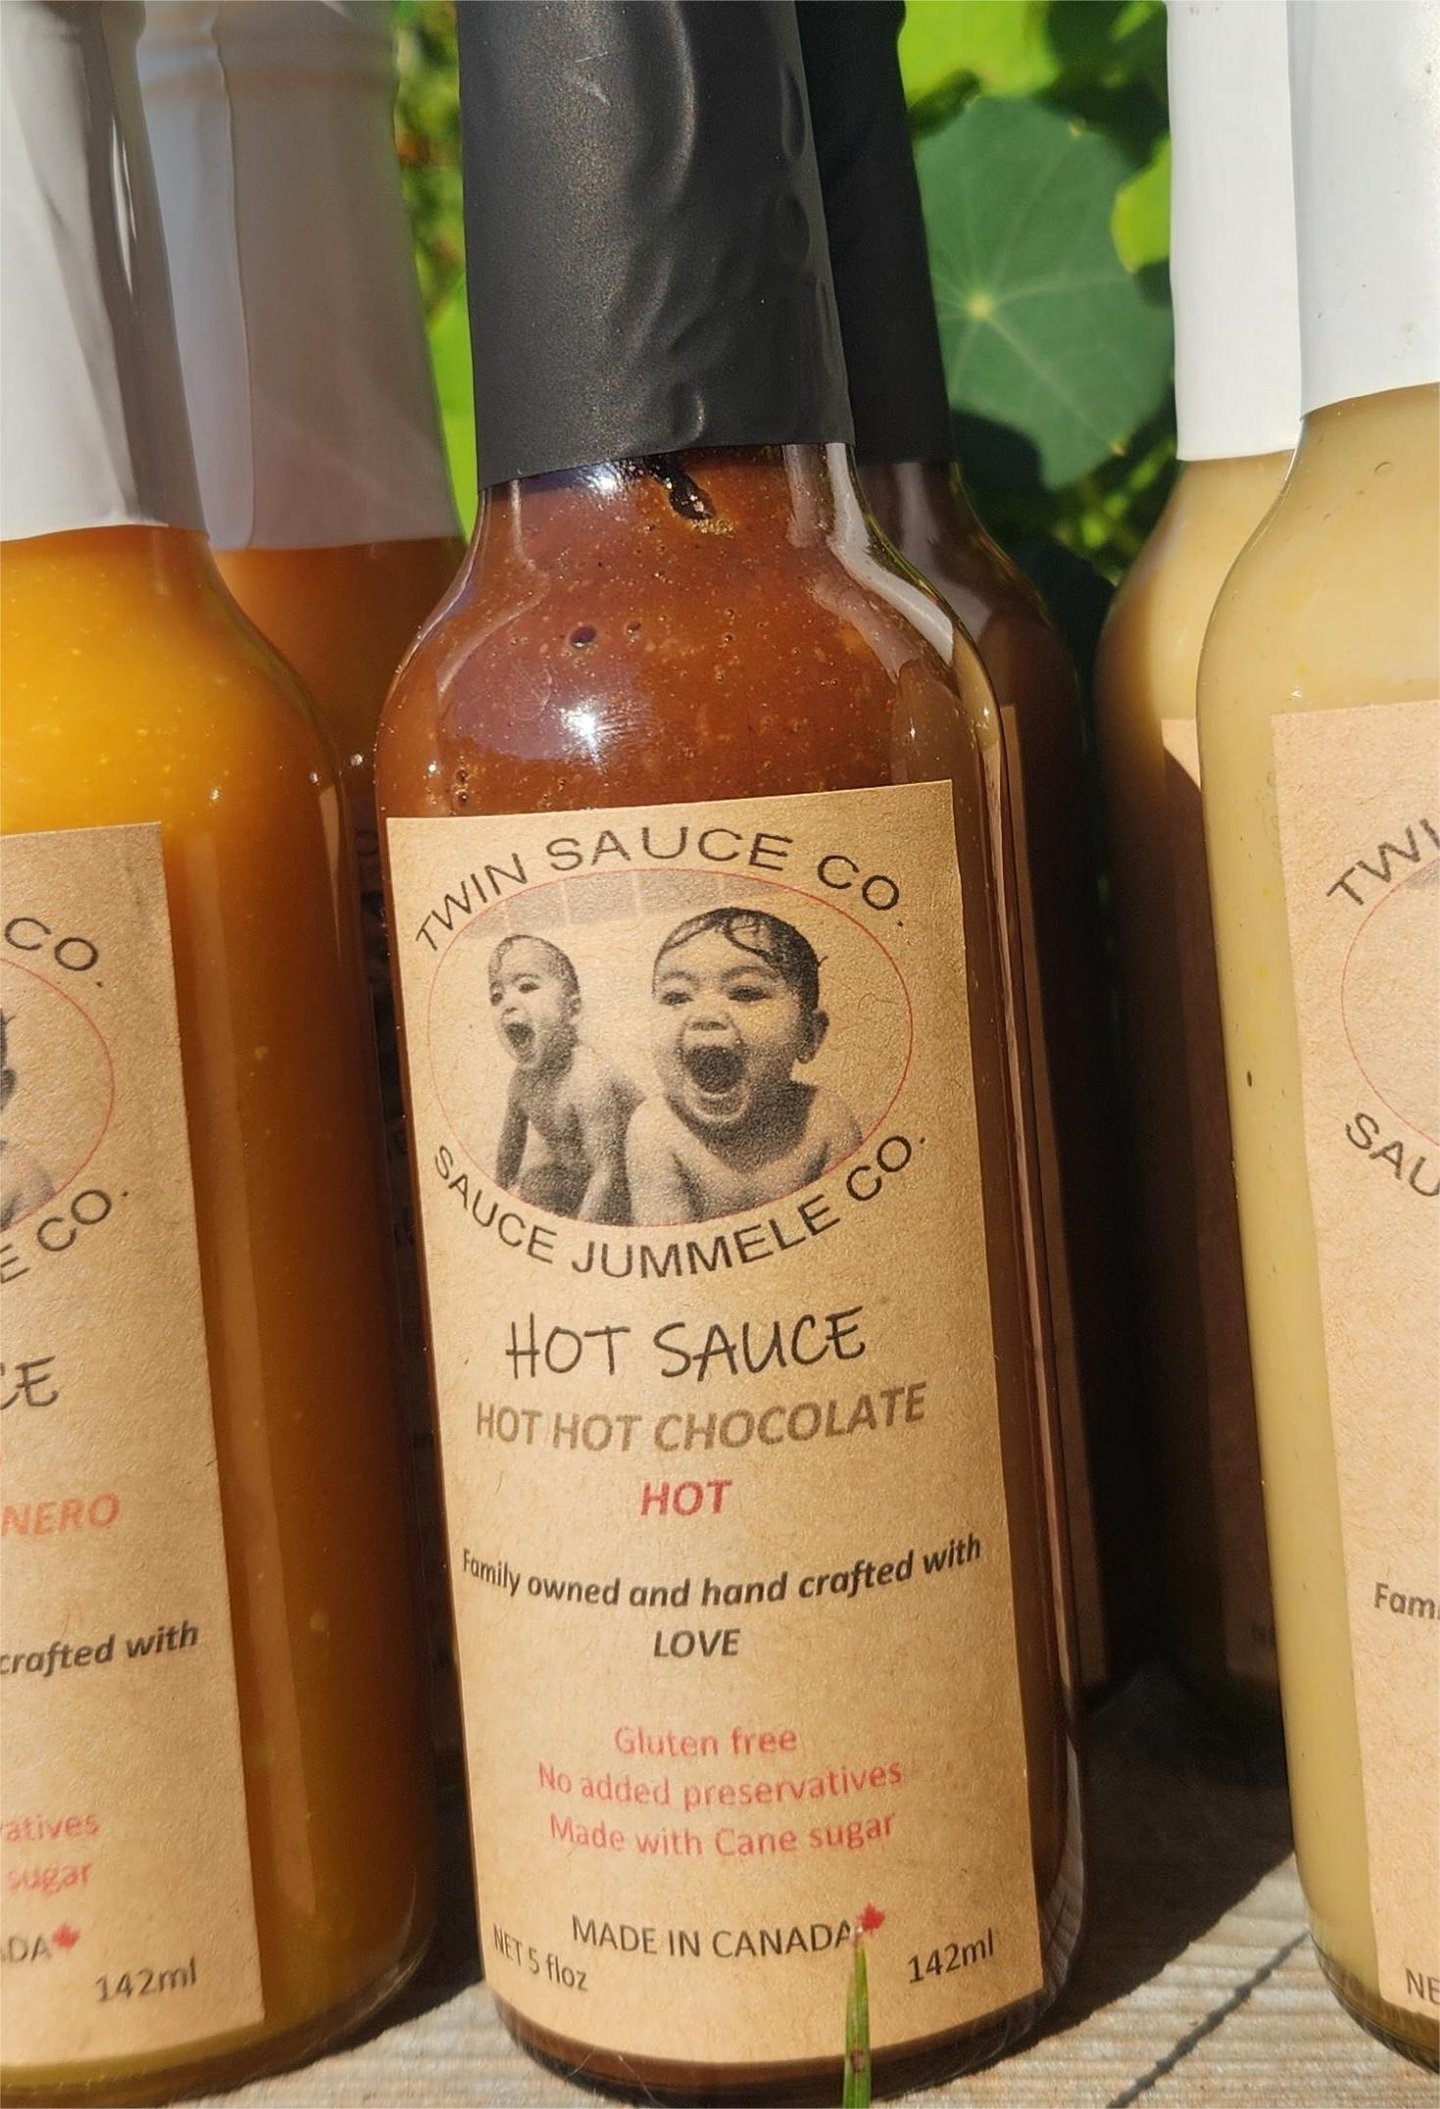 TWIN SAUCE CO.
SAUCE JUMMELE CO.
HOT SAUCE
HOT HOT CHOCOLATE
HOT
Family owned and hand crafted with
LOVE
Gluten free
No added preservatives
Made with Cane sugar
MADE IN CANADA
NET 5 floz
142ml
CO.
E CO.
CE
NERO
crafted with
atives
sugar
DA
142ml
TWI
SAU
Fam
NE